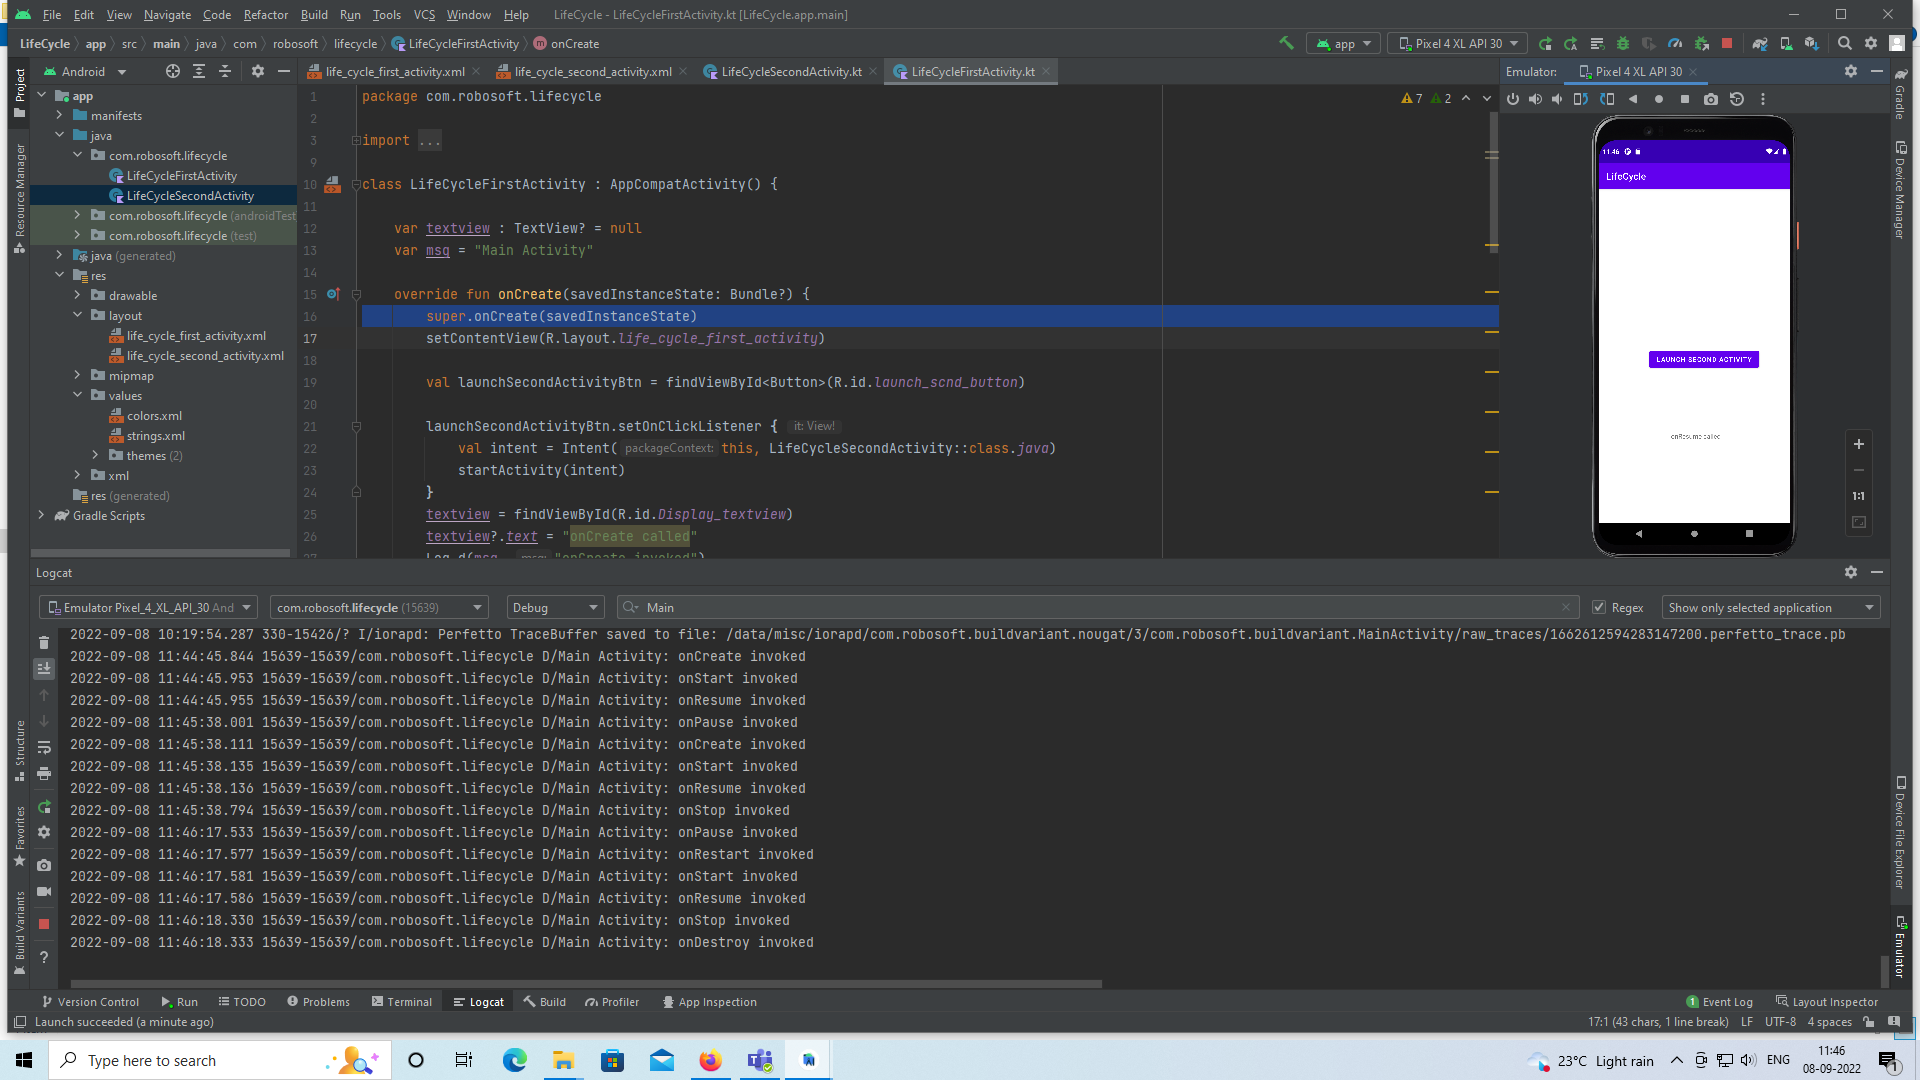 File Edit View Navigate Code Refactor Build Run Tools VCS Window Help LifeCycle - LifeCycleFirstActivity.kt [LifeCycle.app.main]
LifeCycle app src main java com robosoft lifecycle LifeCycleFirstActivity onCreate app Pixel 4 XL API 30
Project
Resource Manager
Structure
Favorites
Build Variants
Android
app
manifests
java
com.robosoft.lifecycle
LifeCycleFirstActivity
LifeCycleSecondActivity
com.robosoft.lifecycle (androidTest
com.robosoft.lifecycle (test)
java (generated)
res
drawable
layout
life_cycle_first_activity.xml
life_cycle_second_activity.xml
mipmap
values
colors.xml
strings.xml
themes (2)
xml
res (generated)
Gradle Scripts
life_cycle_first_activity.xml life_cycle_second_activity.xml LifeCycleSecondActivity.kt LifeCycleFirstActivity.kt
7 2
1 package com.robosoft.lifecycle
2
3 import ...
9
10 class LifeCycleFirstActivity : AppCompatActivity() {
11
12 var textview : TextView? = null
13 var msg = "Main Activity"
14
15 override fun onCreate(savedInstanceState: Bundle?) {
16 super.onCreate(savedInstanceState)
17 setContentView(R.layout.life_cycle_first_activity)
18
19 val launchSecondActivityBtn = findViewById<Button>(R.id.launch_scnd_button)
20
21 launchSecondActivityBtn.setOnClickListener { it: View!
22 val intent = Intent( packageContext: this, LifeCycleSecondActivity::class.java)
23 startActivity(intent)
24 }
25 textview = findViewById(R.id.Display_textview)
26 textview?.text = "onCreate called"
27 Log.d(msg, msg: "onCreate invoked")
Emulator: Pixel 4 XL API 30
11:46
LifeCycle
LAUNCH SECOND ACTIVITY
onResume called
1:1
Gradle
Device Manager
Device File Explorer
Emulator
Logcat
Emulator Pixel_4_XL_API_30 And com.robosoft.lifecycle (15639) Debug Main Regex Show only selected application
2022-09-08 10:19:54.287 330-15426/? I/iorapd: Perfetto TraceBuffer saved to file: /data/misc/iorapd/com.robosoft.buildvariant.nougat/3/com.robosoft.buildvariant.MainActivity/raw_traces/1662612594283147200.perfetto_trace.pb
2022-09-08 11:44:45.844 15639-15639/com.robosoft.lifecycle D/Main Activity: onCreate invoked
2022-09-08 11:44:45.953 15639-15639/com.robosoft.lifecycle D/Main Activity: onStart invoked
2022-09-08 11:44:45.955 15639-15639/com.robosoft.lifecycle D/Main Activity: onResume invoked
2022-09-08 11:45:38.001 15639-15639/com.robosoft.lifecycle D/Main Activity: onPause invoked
2022-09-08 11:45:38.111 15639-15639/com.robosoft.lifecycle D/Main Activity: onCreate invoked
2022-09-08 11:45:38.135 15639-15639/com.robosoft.lifecycle D/Main Activity: onStart invoked
2022-09-08 11:45:38.136 15639-15639/com.robosoft.lifecycle D/Main Activity: onResume invoked
2022-09-08 11:45:38.794 15639-15639/com.robosoft.lifecycle D/Main Activity: onStop invoked
2022-09-08 11:46:17.533 15639-15639/com.robosoft.lifecycle D/Main Activity: onPause invoked
2022-09-08 11:46:17.577 15639-15639/com.robosoft.lifecycle D/Main Activity: onRestart invoked
2022-09-08 11:46:17.581 15639-15639/com.robosoft.lifecycle D/Main Activity: onStart invoked
2022-09-08 11:46:17.586 15639-15639/com.robosoft.lifecycle D/Main Activity: onResume invoked
2022-09-08 11:46:18.330 15639-15639/com.robosoft.lifecycle D/Main Activity: onStop invoked
2022-09-08 11:46:18.333 15639-15639/com.robosoft.lifecycle D/Main Activity: onDestroy invoked
Version Control Run TODO Problems Terminal Logcat Build Profiler App Inspection 1 Event Log Layout Inspector
Launch succeeded (a minute ago) 17:1 (43 chars, 1 line break) LF UTF-8 4 spaces
Type here to search 23°C Light rain ENG 11:46
08-09-2022 1